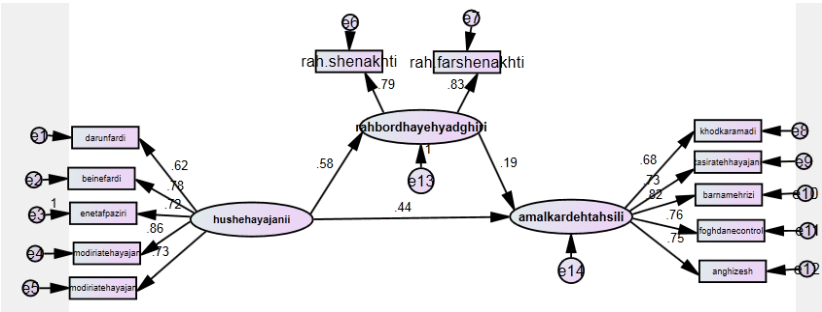 e6
e7
rah.shenakhti
rah.farshenakhti
.79
.83
rahbordhayehyadghiri
1
e13
e1
darunfardi
e2
beinefardi
e3
1
enetafpaziri
e4
modiriatehayajan
e5
modiriatehayajan
.62
.78
.72
.86
.73
hushehayajanii
.58
.44
.19
amalkardehtahsili
e14
.68
.73
.82
.76
.75
khodkaramadi
e8
tasiratehhayajan
e9
barnamehrizi
e10
foghdanecontrol
e11
anghizesh
e12